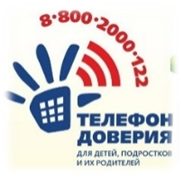 8-800-2000-122
ТЕЛЕФОН
ДОВЕРИЯ
ДЛЯ ДЕТЕЙ, ПОДРОСТКОВ
И ИХ РОДИТЕЛЕЙ